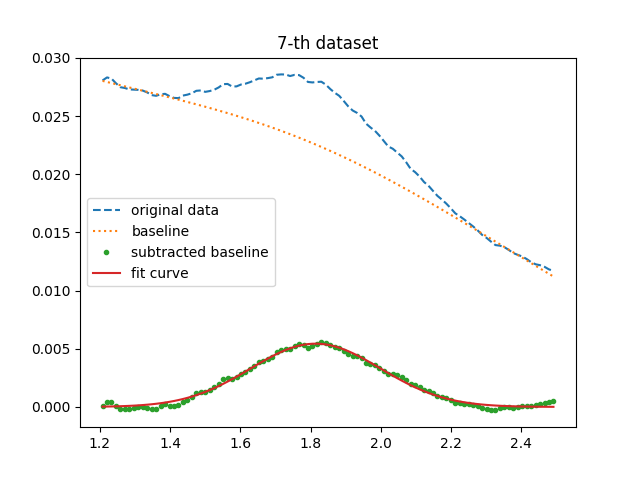 7-th dataset
0.030
0.025
0.020
0.015
0.010
0.005
0.000
original data
baseline
subtracted baseline
fit curve
1.2 1.4 1.6 1.8 2.0 2.2 2.4